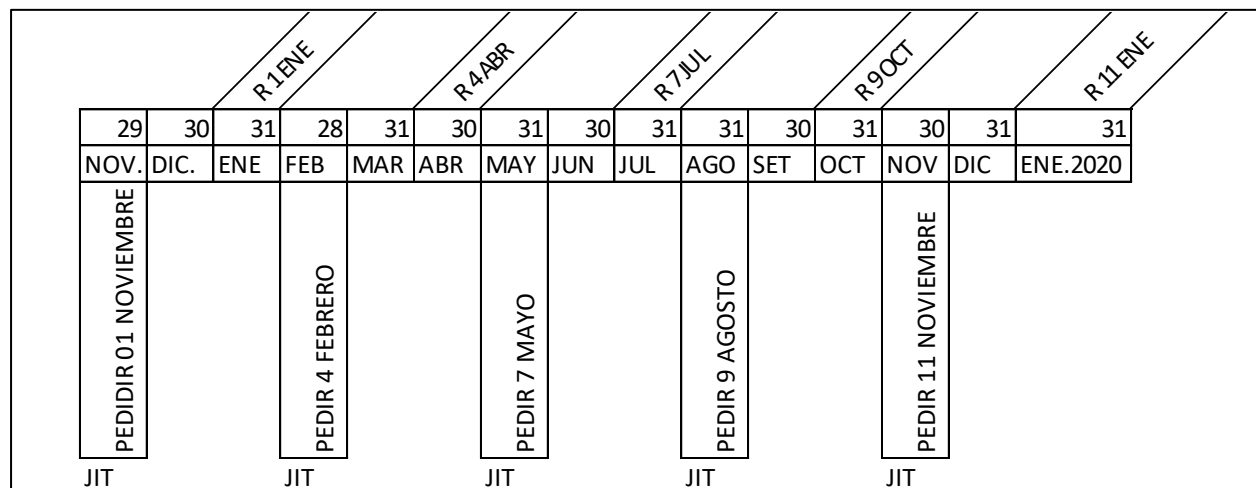 R 1 ENE R 4 ABR R 7 JUL R 9 OCT R 11 ENE
29 30 31 28 31 30 31 30 31 31 30 31 30 31 31
NOV. DIC. ENE FEB MAR ABR MAY JUN JUL AGO SET OCT NOV DIC ENE.2020
PEDIDIR 01 NOVIEMBRE
PEDIR 4 FEBRERO
PEDIR 7 MAYO
PEDIR 9 AGOSTO
PEDIR 11 NOVIEMBRE
JIT JIT JIT JIT JIT